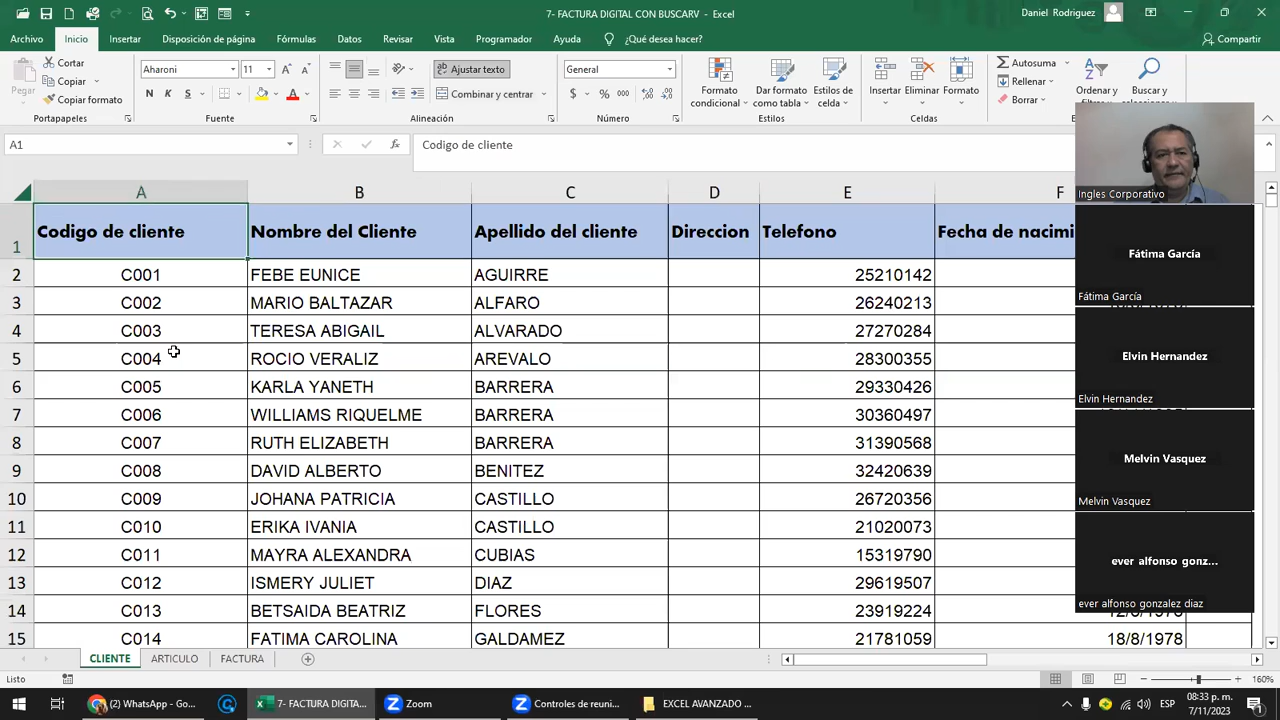 7- FACTURA DIGITAL CON BUSCARV - Excel
Daniel Rodriguez
Archivo Inicio Insertar Disposición de página Fórmulas Datos Revisar Vista Programador Ayuda ¿Qué desea hacer? Compartir
Pegar
Cortar
Copiar
Copiar formato
Portapapeles
Aharoni 11
N K S
Fuente
Ajustar texto
Combinar y centrar
Alineación
General
$ % 000
Número
Formato condicional
Dar formato como tabla
Estilos de celda
Estilos
Insertar Eliminar Formato
Celdas
Autosuma
Rellenar
Borrar
Ordenar y
Buscar y
A1
Codigo de cliente
A B C D E F
1 Codigo de cliente Nombre del Cliente Apellido del cliente Direccion Telefono Fecha de nacimi
2 C001 FEBE EUNICE AGUIRRE 25210142
3 C002 MARIO BALTAZAR ALFARO 26240213
4 C003 TERESA ABIGAIL ALVARADO 27270284
5 C004 ROCIO VERALIZ AREVALO 28300355
6 C005 KARLA YANETH BARRERA 29330426
7 C006 WILLIAMS RIQUELME BARRERA 30360497
8 C007 RUTH ELIZABETH BARRERA 31390568
9 C008 DAVID ALBERTO BENITEZ 32420639
10 C009 JOHANA PATRICIA CASTILLO 26720356
11 C010 ERIKA IVANIA CASTILLO 21020073
12 C011 MAYRA ALEXANDRA CUBIAS 15319790
13 C012 ISMERY JULIET DIAZ 29619507
14 C013 BETSAIDA BEATRIZ FLORES 23919224
15 C014 FATIMA CAROLINA GALDAMEZ 21781059 18/8/1978
Ingles Corporativo
Fátima García
Fátima García
Elvin Hernandez
Elvin Hernandez
Melvin Vasquez
Melvin Vasquez
ever alfonso gonz...
ever alfonso gonzalez diaz
CLIENTE ARTICULO FACTURA
Listo
160%
(2) WhatsApp - Go...
7- FACTURA DIGITA...
Zoom
Controles de reuni...
EXCEL AVANZADO ...
ESP
08:33 p. m.
7/11/2023